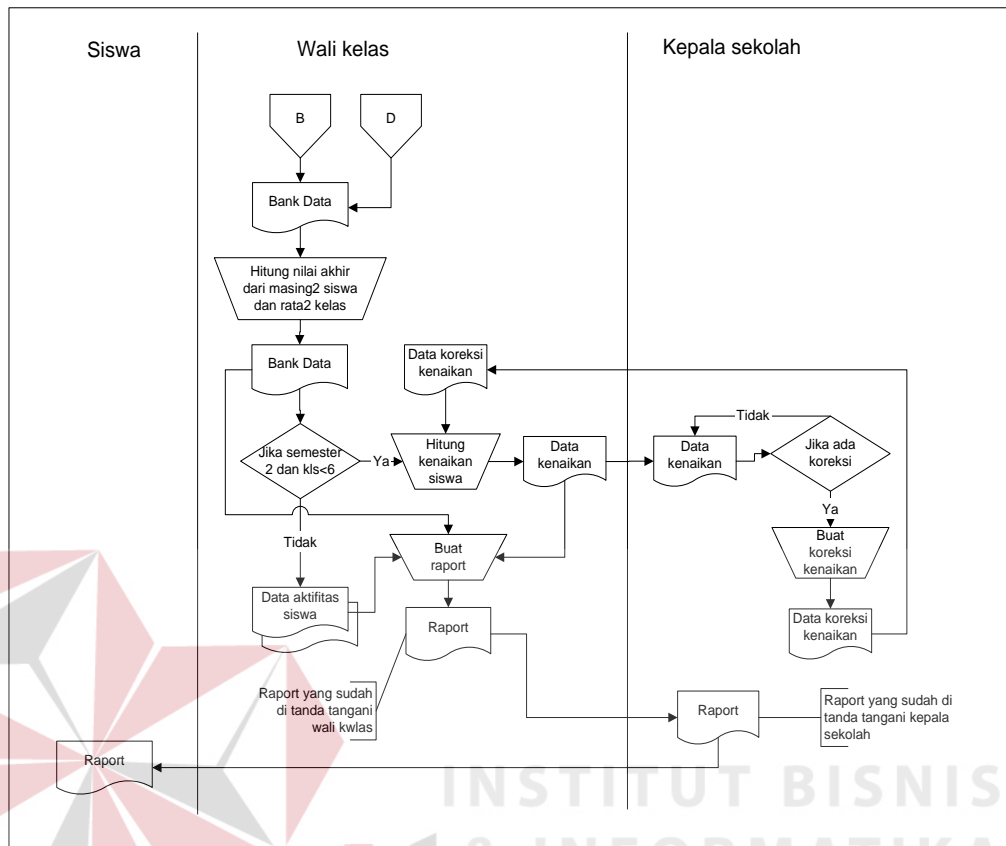 Siswa
Wali kelas
Kepala sekolah
B
D
Bank Data
Hitung nilai akhir
dari masing2 siswa
dan rata2 kelas
Bank Data
Data koreksi
kenaikan
Jika semester
2 dan kls<6
Ya
Hitung
kenaikan
siswa
Data
kenaikan
Data
kenaikan
Tidak
Jika ada
koreksi
Ya
Buat
koreksi
kenaikan
Data koreksi
kenaikan
Tidak
Buat
raport
Data aktifitas
siswa
Raport
Raport yang sudah
di tanda tangani
wali kwlas
Raport
Raport yang sudah di
tanda tangani kepala
sekolah
Raport
INSTITUT BISNIS
& INFORMATIKA